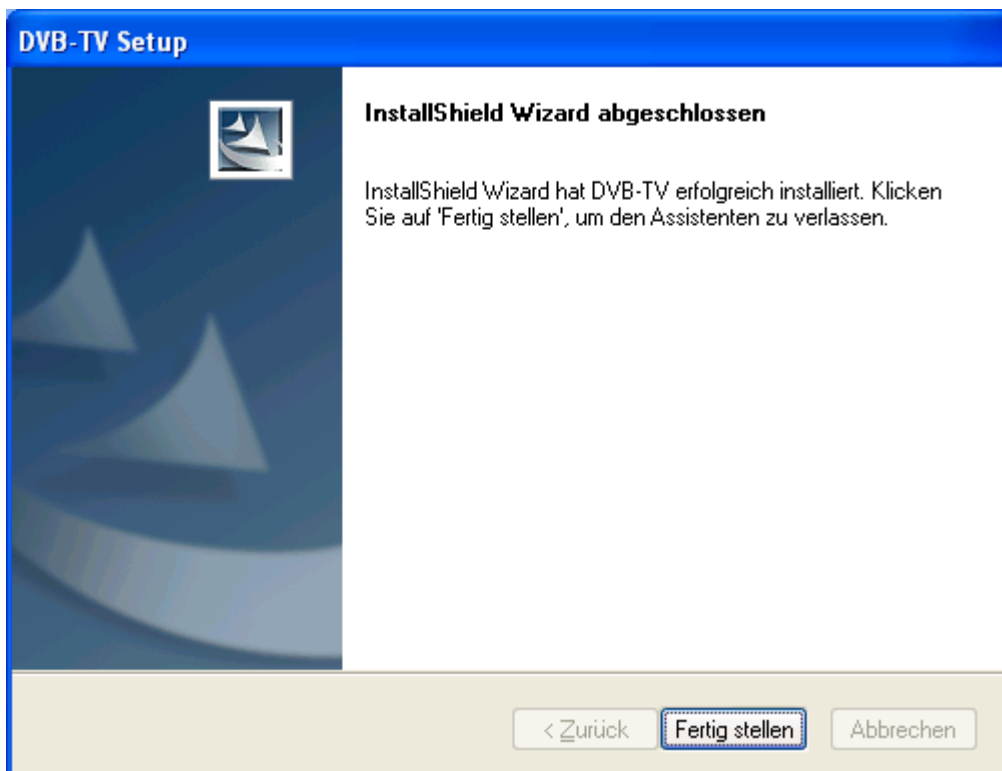 DVB-TV Setup
InstallShield Wizard abgeschlossen
InstallShield Wizard hat DVB-TV erfolgreich installiert. Klicken
Sie auf 'Fertig stellen', um den Assistenten zu verlassen.
< Zurück Fertig stellen Abbrechen